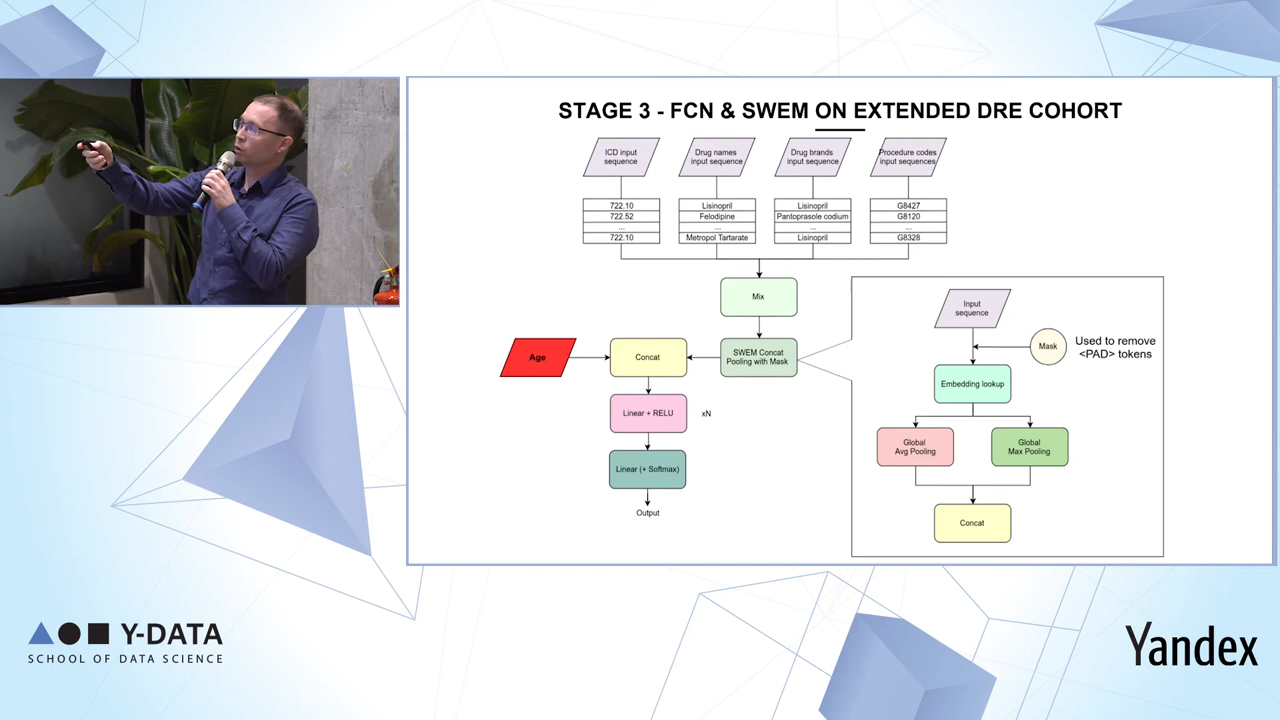 STAGE 3 - FCN & SWEM ON EXTENDED DRE COHORT
ICD input
sequence
Drug names
input sequence
Drug brands
input sequence
Procedure codes
input sequences
722.10
722.52
...
722.10
Lisinopril
Felodipine
...
Metropol Tartarate
Lisinopril
Pantoprasole codium
...
Lisinopril
G8427
G8120
...
G8328
Mix
Age
Concat
SWEM Concat
Pooling with Mask
Linear + RELU
xN
Linear (+ Softmax)
Output
Input
sequence
Mask
Used to remove
<PAD> tokens
Embedding lookup
Global
Avg Pooling
Global
Max Pooling
Concat
Y-DATA
SCHOOL OF DATA SCIENCE
Yandex